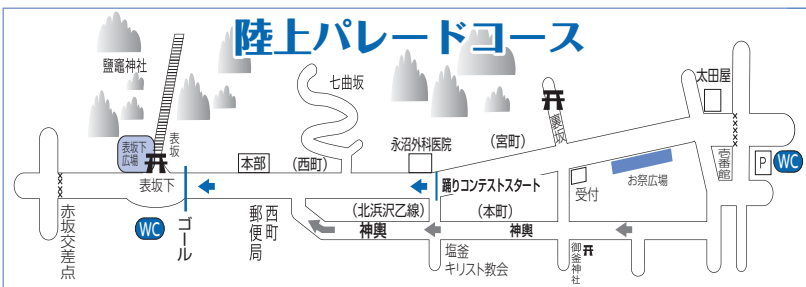 陸上パレードコース
鹽竈神社
七曲坂
太田屋
表坂
裏坂
永沼外科医院
(宮町)
表坂下
広場
本部
(西町)
壱番館
P
WC
表坂下
踊りコンテストスタート
受付
お祭広場
赤坂交差点
WC
ゴール
西町
郵便局
(北浜沢乙線)
(本町)
神輿
神輿
塩釜
キリスト教会
御釜神社